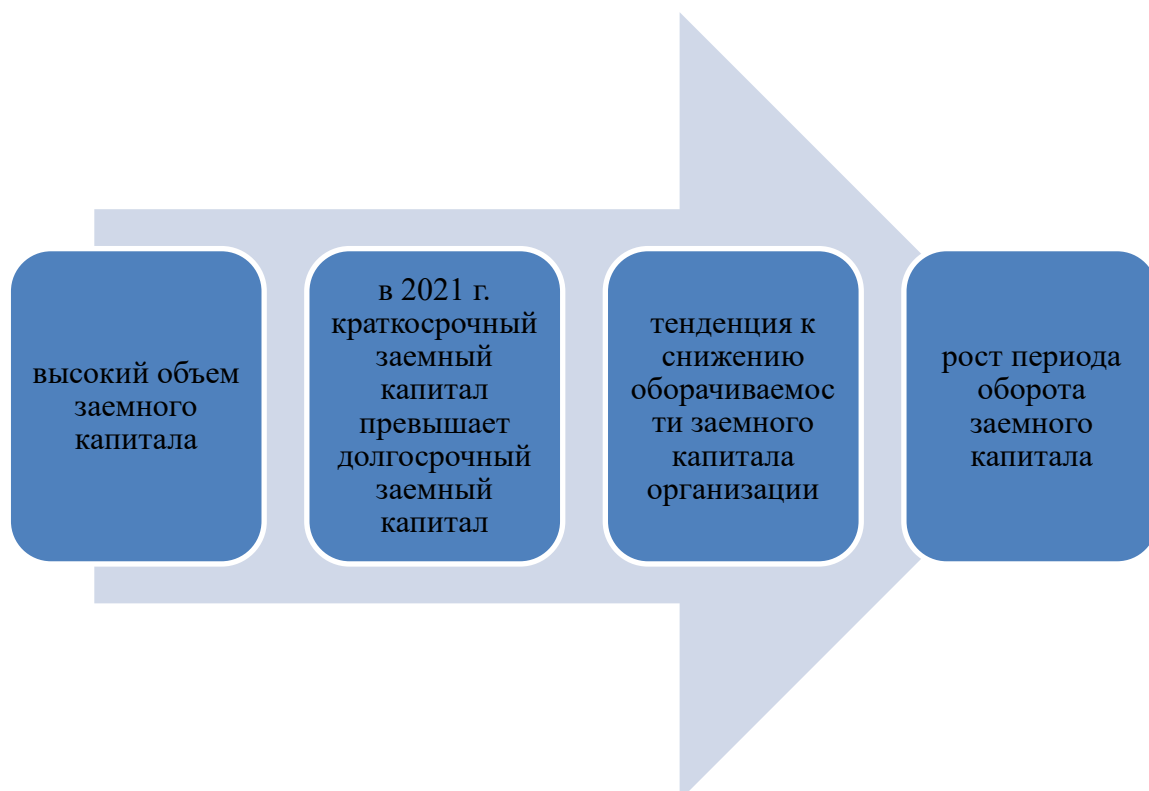 высокий объем
заемного
капитала
в 2021 г.
краткосрочный
заемный
капитал
превышает
долгосрочный
заемный
капитал
тенденция к
снижению
оборачиваемос
ти заемного
капитала
организации
рост периода
оборота
заемного
капитала